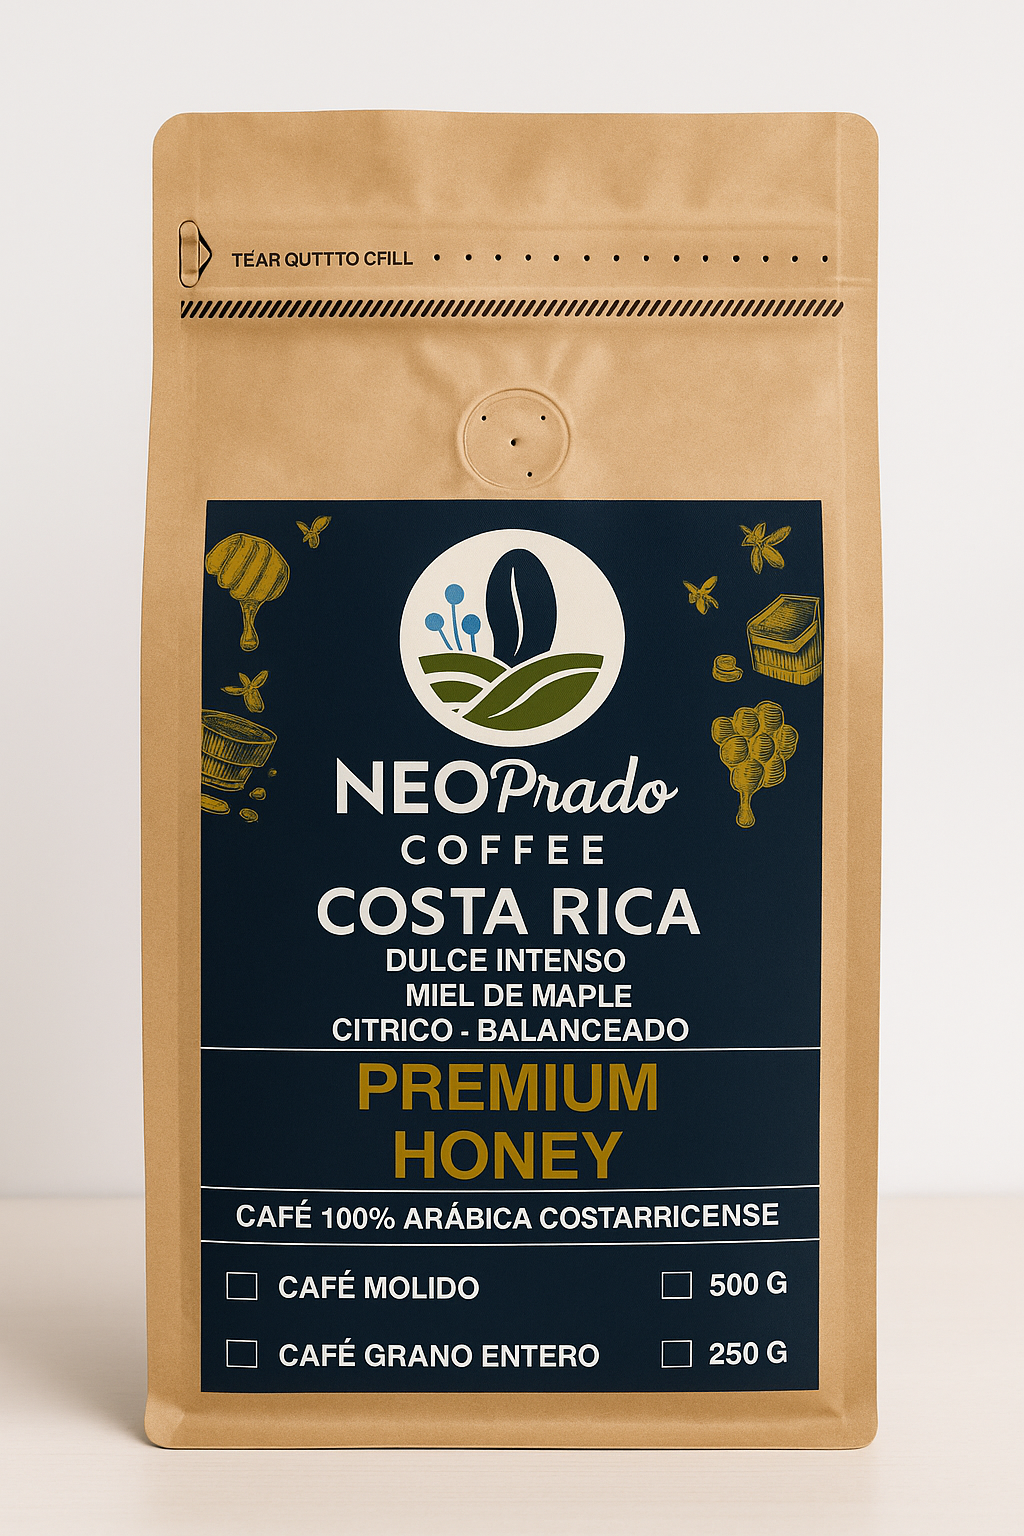 TÉAR QUTTTO CFILL
NEOPrado
COFFEE
COSTA RICA
DULCE INTENSO
MIEL DE MAPLE
CITRICO - BALANCEADO
PREMIUM
HONEY
CAFÉ 100% ARÁBICA COSTARRICENSE
CAFÉ MOLIDO 500 G
CAFÉ GRANO ENTERO 250 G